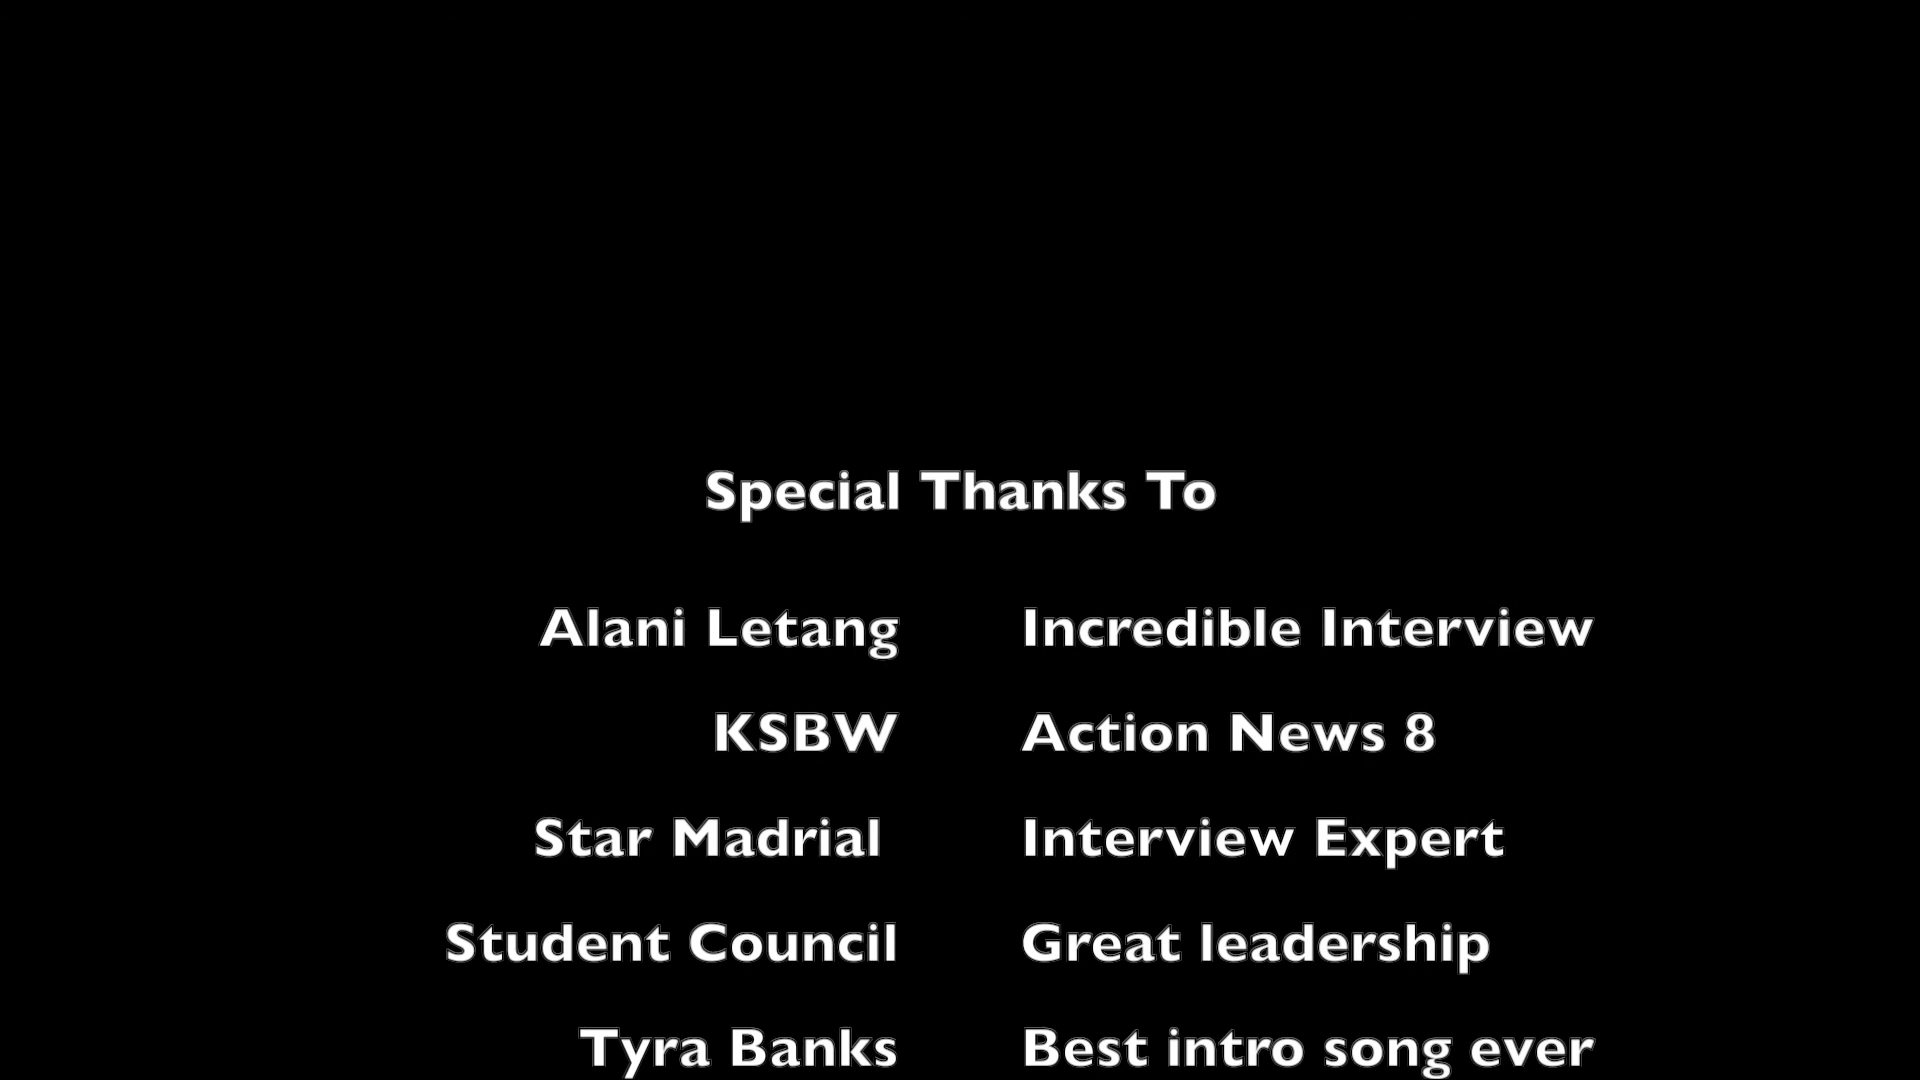 Special Thanks To
Alani Letang Incredible Interview
KSBW Action News 8
Star Madrial Interview Expert
Student Council Great leadership
Tyra Banks Best intro song ever